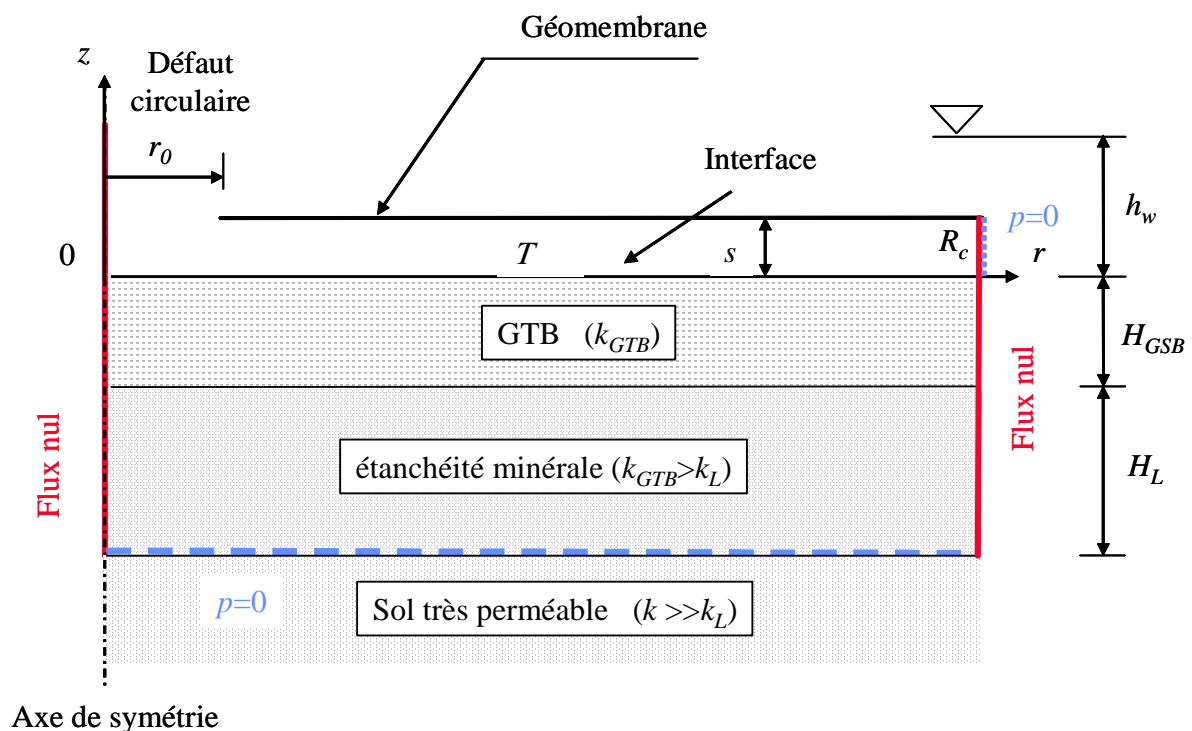 Géomembrane
z
Défaut
circulaire
r0
Interface
hw
p=0
0
T
s
Rc
r
GTB (kGTB)
HGSB
Flux nul
Flux nul
étanchéité minérale (kGTB>kL)
HL
p=0
Sol très perméable (k >>kL)
Axe de symétrie